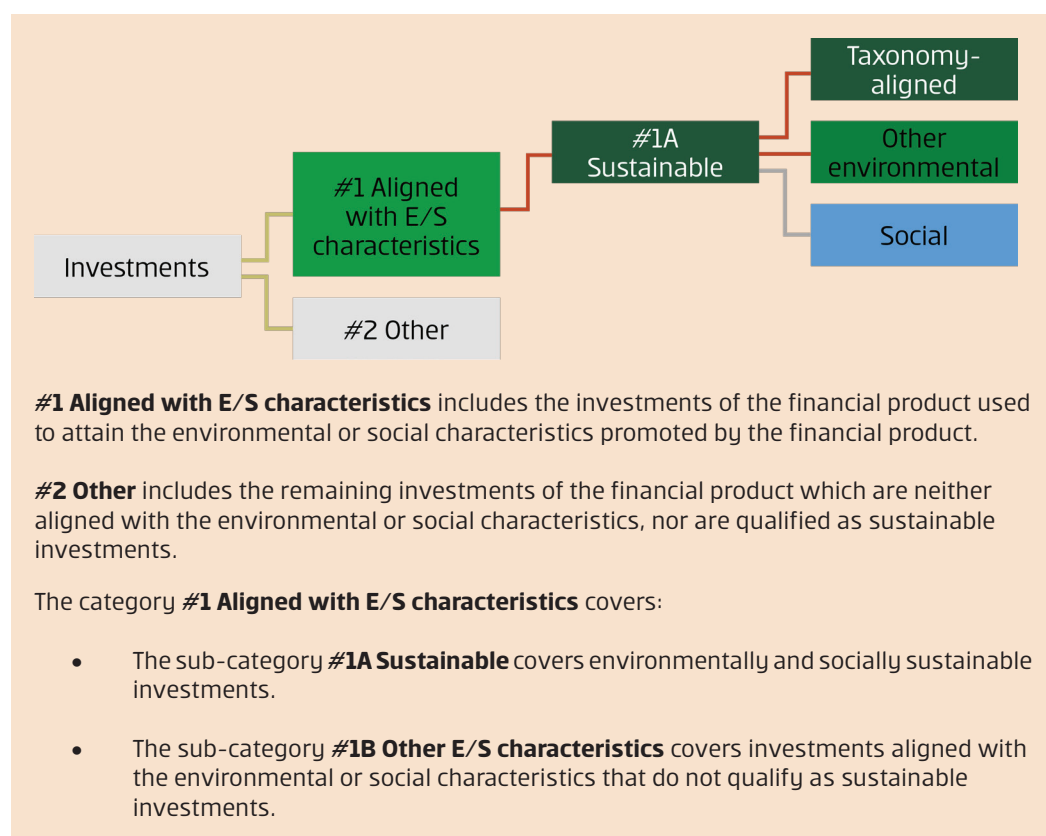 Taxonomy-
aligned
#1A
Sustainable
Other
environmental
#1 Aligned
with E/S
characteristics
Social
Investments
#2 Other
#1 Aligned with E/S characteristics includes the investments of the financial product used
to attain the environmental or social characteristics promoted by the financial product.
#2 Other includes the remaining investments of the financial product which are neither
aligned with the environmental or social characteristics, nor are qualified as sustainable
investments.
The category #1 Aligned with E/S characteristics covers:
• The sub-category #1A Sustainable covers environmentally and socially sustainable
investments.
• The sub-category #1B Other E/S characteristics covers investments aligned with
the environmental or social characteristics that do not qualify as sustainable
investments.